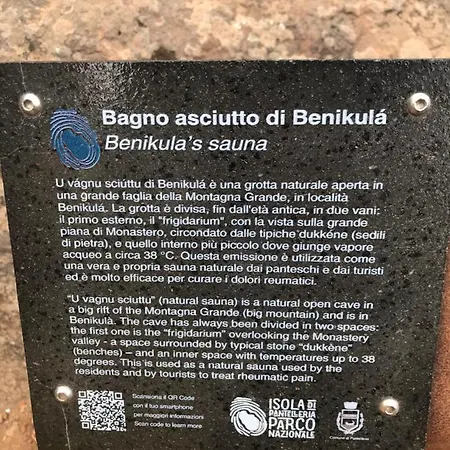 Bagno asciutto di Benikulá
Benikula's sauna
U vágnu sciúttu di Benikulá è una grotta naturale aperta in
una grande faglia della Montagna Grande, in località
Benikulá. La grotta è divisa, fin dall'età antica, in due vani:
il primo esterno, il "frigidarium", con la vista sulla grande
piana di Monastero, circondato dalle tipiche dukkéne (sedili
di pietra), e quello interno più piccolo dove giunge vapore
acqueo a circa 38 °C. Questa emissione è utilizzata come
una vera e propria sauna naturale dai panteschi e dai turisti
ed è molto efficace per curare i dolori reumatici.
"U vagnu sciuttu" (natural sauna) is a natural open cave in
a big rift of the Montagna Grande (big mountain) and is in
Benikulà. The cave has always been divided in two spaces:
the first one is the "frigidarium" overlooking the Monastery
valley - a space surrounded by typical stone "dukkène"
(benches) – and an inner space with temperatures up to 38
degrees. This is used as a natural sauna used by the
residents and by tourists to treat rheumatic pain.
Scansiona il QR Code
con il tuo smartphone
per maggiori informazioni
Scan code to learn more
ISOLA DI
PANTELLERIA
PARCO
NAZIONALE
Comune di Pantelleria